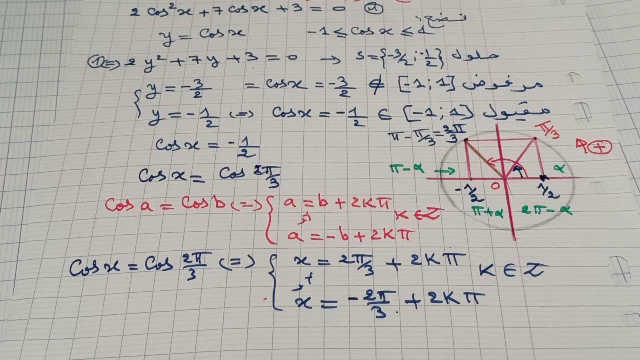 2 cos²x + 7cosx + 3 = 0 ①
نضع:
y = cosx -1 ≤ cosx ≤ 1
① <=> 2y² + 7y + 3 = 0 → S = {-3/2 ; -1/2} حلول
y = -3/2 = cosx = -3/2 ∉ [-1 ; 1] مرفوض
y = -1/2 <=> cosx = -1/2 ∈ [-1 ; 1] مقبول
cosx = -1/2
cosx = cos 2π/3
π - π/3 = 2π/3
π/3
π - α →
α
-1/2 0 1/2
π + α 2π - α
cos a = cos b <=> { a = b + 2kπ
أو k ∈ Z
a = -b + 2kπ
cosx = cos 2π/3 <=> { x = 2π/3 + 2kπ
أو k ∈ Z
x = -2π/3 + 2kπ